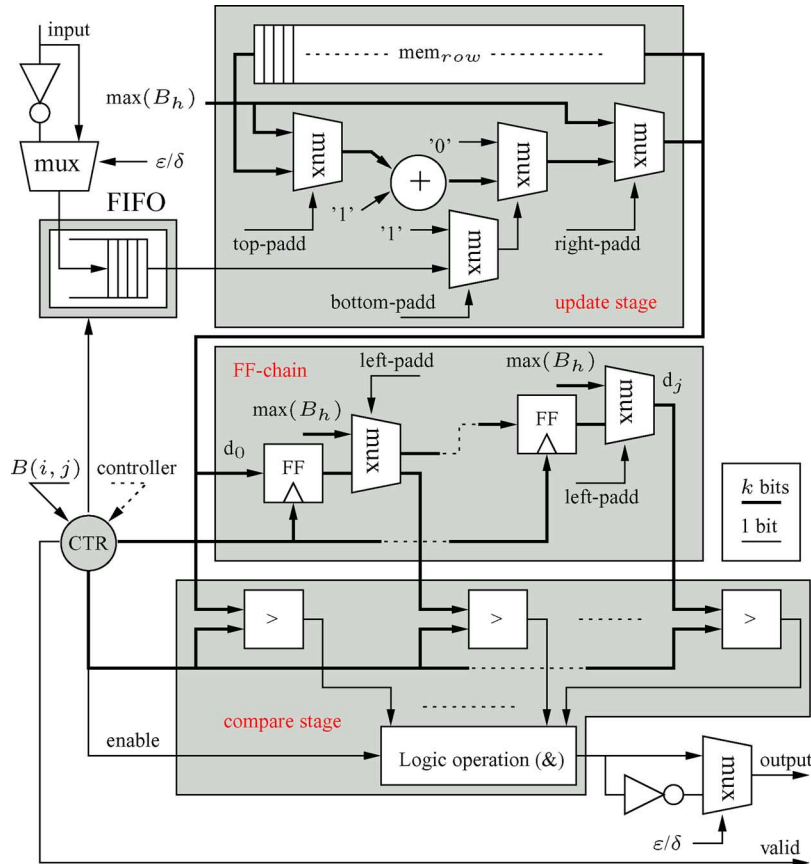 input
mem_row
max(B_h)
mux
ε/δ
FIFO
mux
'0'
mux
mux
+
'1'
'1'
mux
top-padd
right-padd
bottom-padd
update stage
FF-chain
left-padd
max(B_h)
d_j
max(B_h)
mux
FF
mux
d_0
FF
B(i, j)
controller
left-padd
k bits
1 bit
CTR
>
>
>
compare stage
enable
Logic operation (&)
mux
output
ε/δ
valid